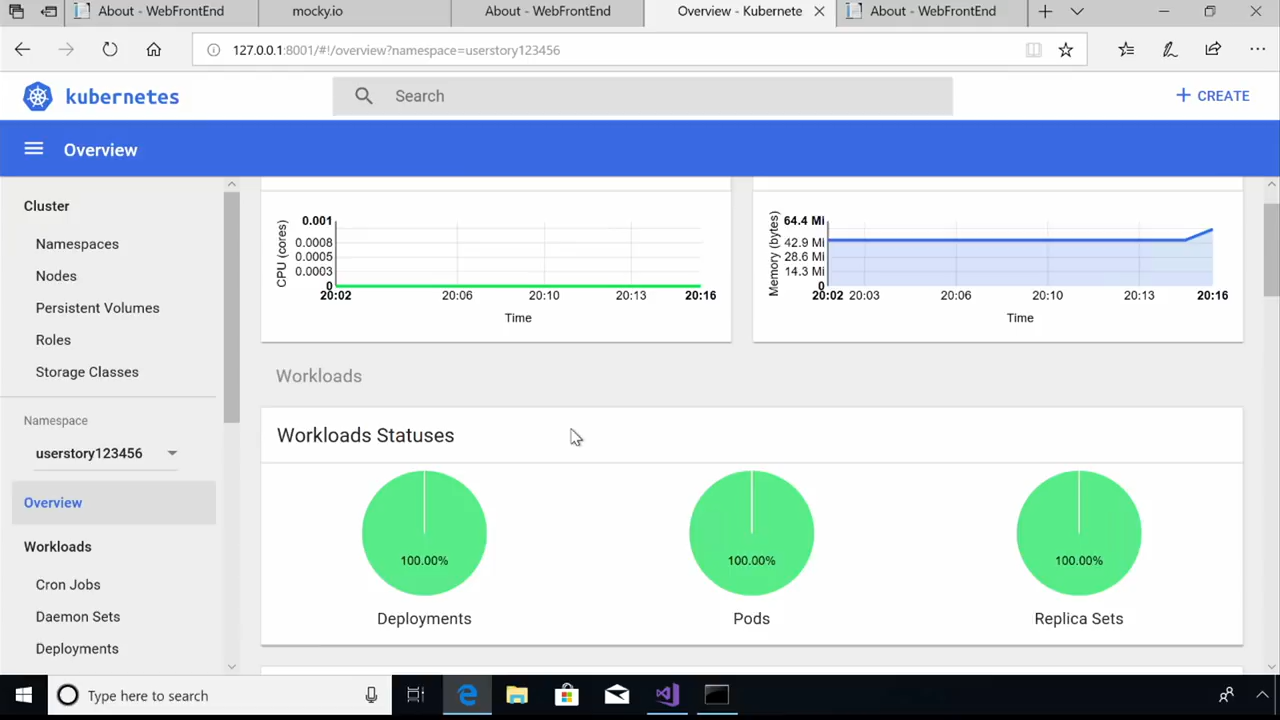 About - WebFrontEnd
mocky.io
About - WebFrontEnd
Overview - Kubernete
About - WebFrontEnd
127.0.0.1:8001/#!/overview?namespace=userstory123456
kubernetes
Search
+ CREATE
Overview
Cluster
Namespaces
Nodes
Persistent Volumes
Roles
Storage Classes
Namespace
userstory123456
Overview
Workloads
Cron Jobs
Daemon Sets
Deployments
CPU (cores)
0.001
0.0008
0.0005
0.0003
0
20:02 20:06 20:10 20:13 20:16
Time
Memory (bytes)
64.4 Mi
42.9 Mi
28.6 Mi
14.3 Mi
0
20:02 20:03 20:06 20:10 20:13 20:16
Time
Workloads
Workloads Statuses
100.00% 100.00% 100.00%
Deployments Pods Replica Sets
Type here to search